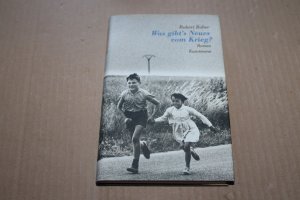 Robert Bober
Was gibt's Neues
vom Krieg?
Roman
Kunstmann